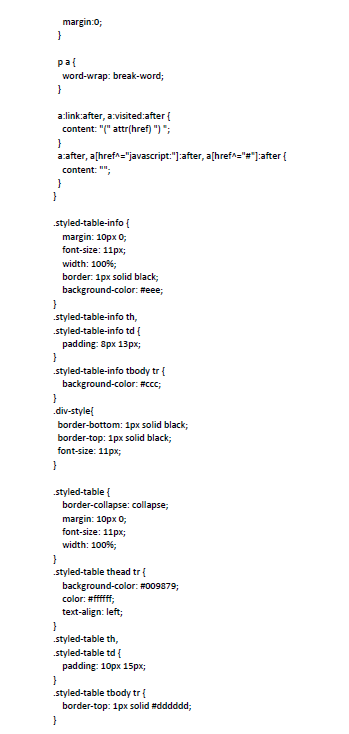 margin:0;
}
p a {
word-wrap: break-word;
}
a:link:after, a:visited:after {
content: "(" attr(href) ") ";
}
a:after, a[href^="javascript:"]:after, a[href^="#"]:after {
content: "";
}
}
.styled-table-info {
margin: 10px 0;
font-size: 11px;
width: 100%;
border: 1px solid black;
background-color: #eee;
}
.styled-table-info th,
.styled-table-info td {
padding: 8px 13px;
}
.styled-table-info tbody tr {
background-color: #ccc;
}
.div-style{
border-bottom: 1px solid black;
border-top: 1px solid black;
font-size: 11px;
}
.styled-table {
border-collapse: collapse;
margin: 10px 0;
font-size: 11px;
width: 100%;
}
.styled-table thead tr {
background-color: #009879;
color: #ffffff;
text-align: left;
}
.styled-table th,
.styled-table td {
padding: 10px 15px;
}
.styled-table tbody tr {
border-top: 1px solid #dddddd;
}